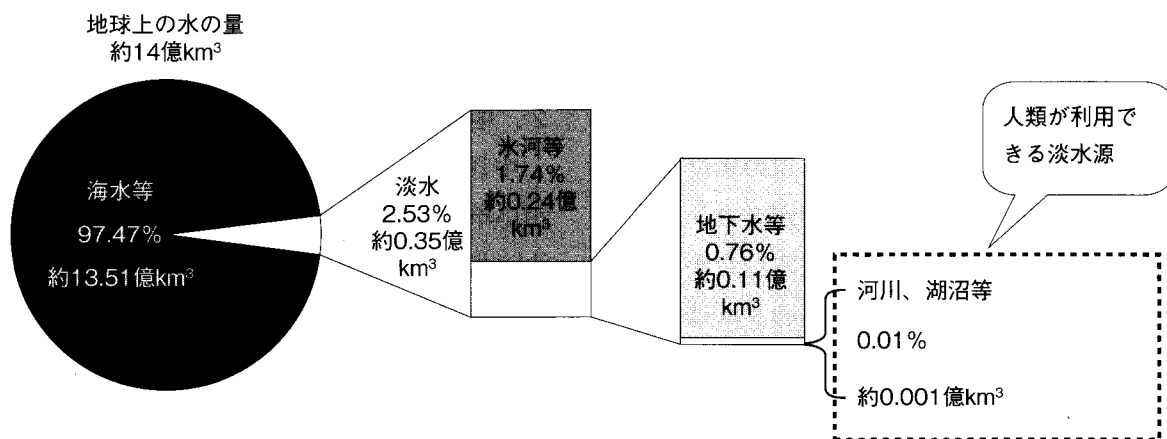 地球上の水の量
約14億km³
海水等
97.47%
約13.51億km³
淡水
2.53%
約0.35億
km³
氷河等
1.74%
約0.24億
km³
地下水等
0.76%
約0.11億
km³
人類が利用で
きる淡水源
河川、湖沼等
0.01%
約0.001億km³